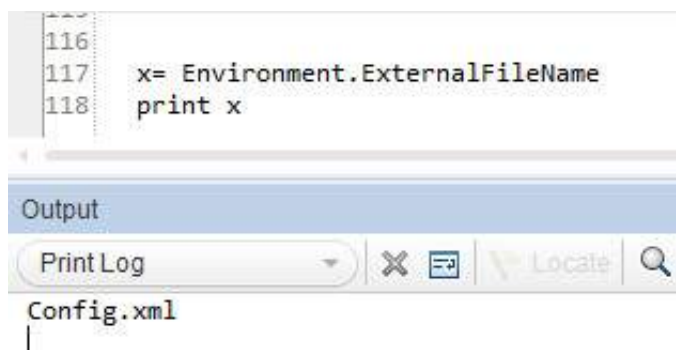 116
117 x= Environment.ExternalFileName
118 print x
Output
Print Log Locate
Config.xml